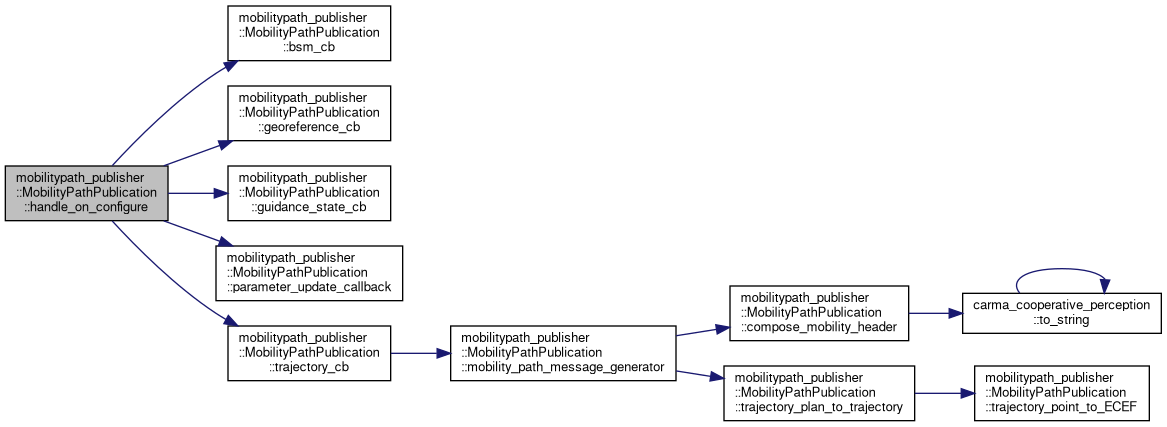 mobilitypath_publisher
::MobilityPathPublication
::handle_on_configure
mobilitypath_publisher
::MobilityPathPublication
::bsm_cb
mobilitypath_publisher
::MobilityPathPublication
::georeference_cb
mobilitypath_publisher
::MobilityPathPublication
::guidance_state_cb
mobilitypath_publisher
::MobilityPathPublication
::parameter_update_callback
mobilitypath_publisher
::MobilityPathPublication
::trajectory_cb
mobilitypath_publisher
::MobilityPathPublication
::mobility_path_message_generator
mobilitypath_publisher
::MobilityPathPublication
::compose_mobility_header
carma_cooperative_perception
::to_string
mobilitypath_publisher
::MobilityPathPublication
::trajectory_plan_to_trajectory
mobilitypath_publisher
::MobilityPathPublication
::trajectory_point_to_ECEF